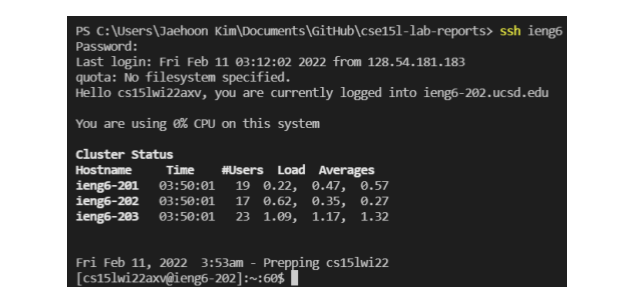 PS C:\Users\Jaehoon Kim\Documents\GitHub\cse15l-lab-reports> ssh ieng6
Password:
Last login: Fri Feb 11 03:12:02 2022 from 128.54.181.183
quota: No filesystem specified.
Hello cs15lwi22axv, you are currently logged into ieng6-202.ucsd.edu
You are using 0% CPU on this system
Cluster Status
Hostname Time #Users Load Averages
ieng6-201 03:50:01 19 0.22, 0.47, 0.57
ieng6-202 03:50:01 17 0.62, 0.35, 0.27
ieng6-203 03:50:01 23 1.09, 1.17, 1.32
Fri Feb 11, 2022 3:53am - Prepping cs15lwi22
[cs15lwi22axv@ieng6-202]:~:60$